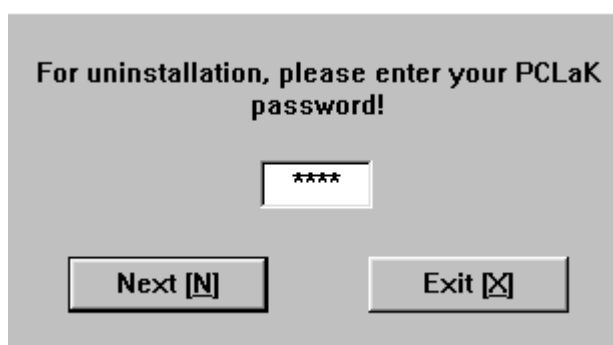 For uninstallation, please enter your PCLaK
password!
****
Next [N]
Exit [X]